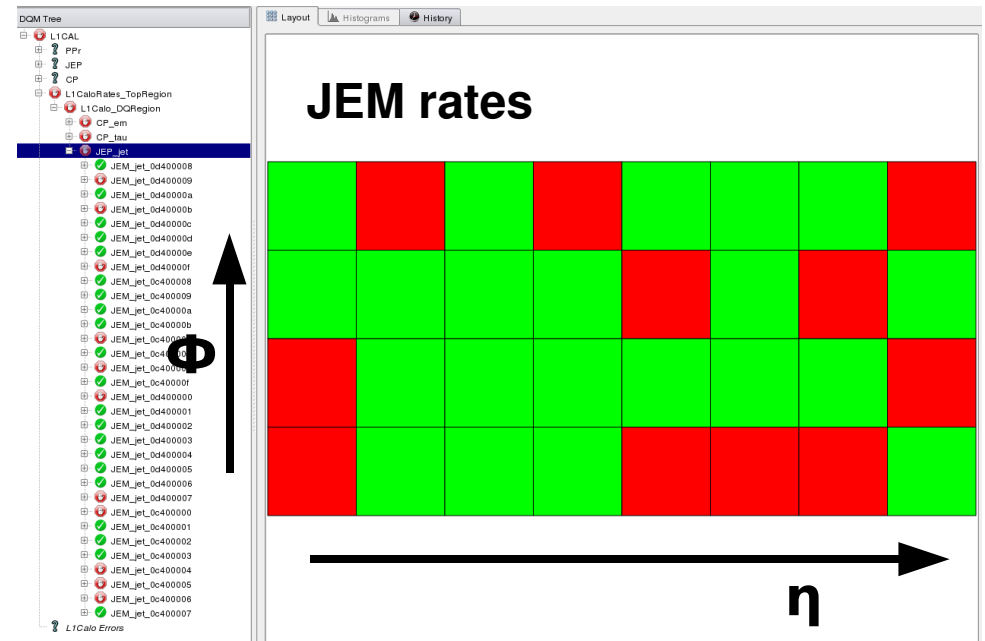 DQM Tree
L1CAL
PPr
JEP
CP
L1CaloRates_TopRegion
L1Calo_DQRegion
CP_em
CP_tau
JEP_jet
JEM_jet_0d400008
JEM_jet_0d400009
JEM_jet_0d40000a
JEM_jet_0d40000b
JEM_jet_0d40000c
JEM_jet_0d40000d
JEM_jet_0d40000e
JEM_jet_0d40000f
JEM_jet_0c400008
JEM_jet_0c400009
JEM_jet_0c40000a
JEM_jet_0c40000b
JEM_jet_0c40000f
JEM_jet_0d400000
JEM_jet_0d400001
JEM_jet_0d400002
JEM_jet_0d400003
JEM_jet_0d400004
JEM_jet_0d400005
JEM_jet_0d400006
JEM_jet_0d400007
JEM_jet_0c400000
JEM_jet_0c400001
JEM_jet_0c400002
JEM_jet_0c400003
JEM_jet_0c400004
JEM_jet_0c400005
JEM_jet_0c400006
JEM_jet_0c400007
L1Calo Errors
Φ
Layout Histograms History
JEM rates
η